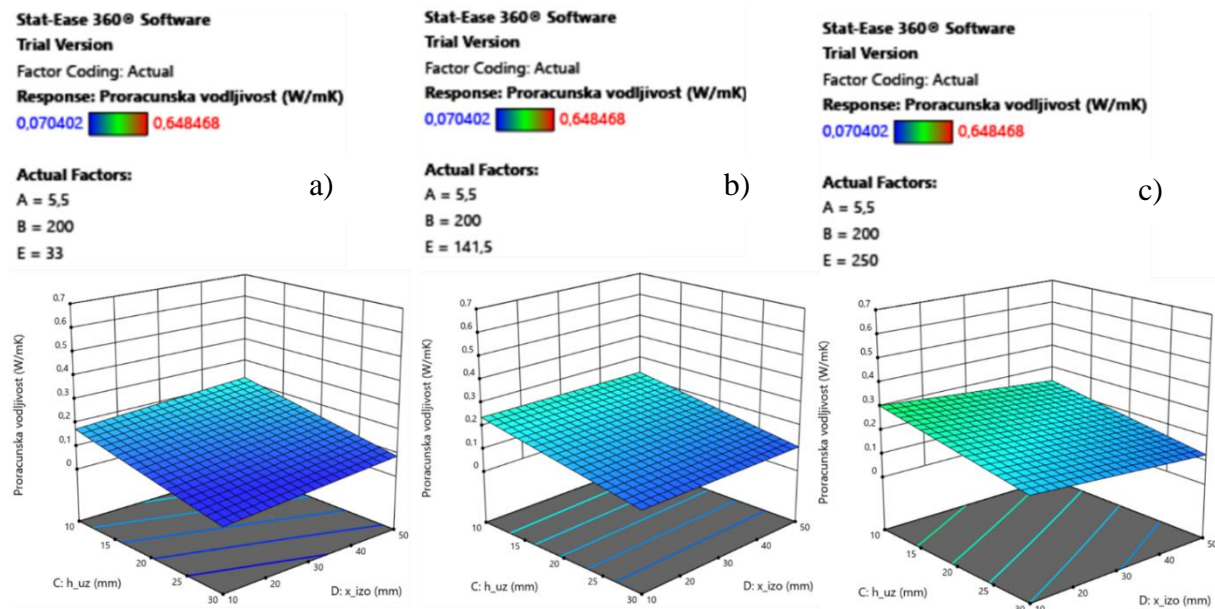 Stat-Ease 360® Software
Trial Version
Factor Coding: Actual
Response: Proracunska vodljivost (W/mK)
0,070402 0,648468
Actual Factors:
a)
A = 5,5
B = 200
E = 33
0,7
0,6
0,5
0,4
0,3
0,2
0,1
0
Proracunska vodljivost (W/mK)
10
15
20
25
30
C: h_uz (mm)
10
20
30
40
50
D: x_izo (mm)
Stat-Ease 360® Software
Trial Version
Factor Coding: Actual
Response: Proracunska vodljivost (W/mK)
0,070402 0,648468
Actual Factors:
b)
A = 5,5
B = 200
E = 141,5
0,7
0,6
0,5
0,4
0,3
0,2
0,1
0
Proracunska vodljivost (W/mK)
10
15
20
25
30
C: h_uz (mm)
10
20
30
40
50
D: x_izo (mm)
Stat-Ease 360® Software
Trial Version
Factor Coding: Actual
Response: Proracunska vodljivost (W/mK)
0,070402 0,648468
Actual Factors:
c)
A = 5,5
B = 200
E = 250
0,7
0,6
0,5
0,4
0,3
0,2
0,1
0
Proracunska vodljivost (W/mK)
10
15
20
25
30
C: h_uz (mm)
10
20
30
40
50
D: x_izo (mm)